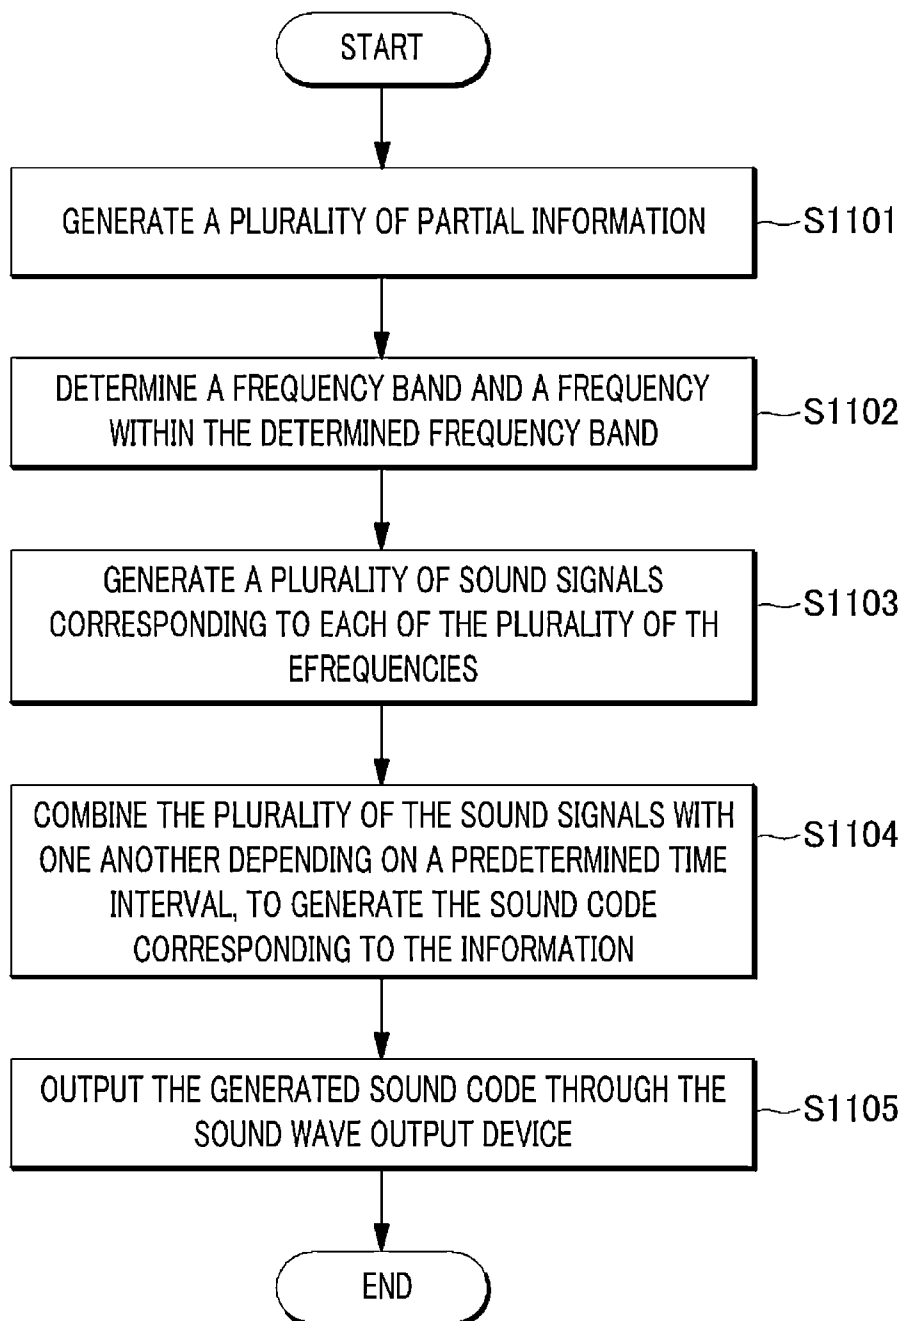 START
GENERATE A PLURALITY OF PARTIAL INFORMATION
S1101
DETERMINE A FREQUENCY BAND AND A FREQUENCY
WITHIN THE DETERMINED FREQUENCY BAND
S1102
GENERATE A PLURALITY OF SOUND SIGNALS
CORRESPONDING TO EACH OF THE PLURALITY OF TH
EFREQUENCIES
S1103
COMBINE THE PLURALITY OF THE SOUND SIGNALS WITH
ONE ANOTHER DEPENDING ON A PREDETERMINED TIME
INTERVAL, TO GENERATE THE SOUND CODE
CORRESPONDING TO THE INFORMATION
S1104
OUTPUT THE GENERATED SOUND CODE THROUGH THE
SOUND WAVE OUTPUT DEVICE
S1105
END